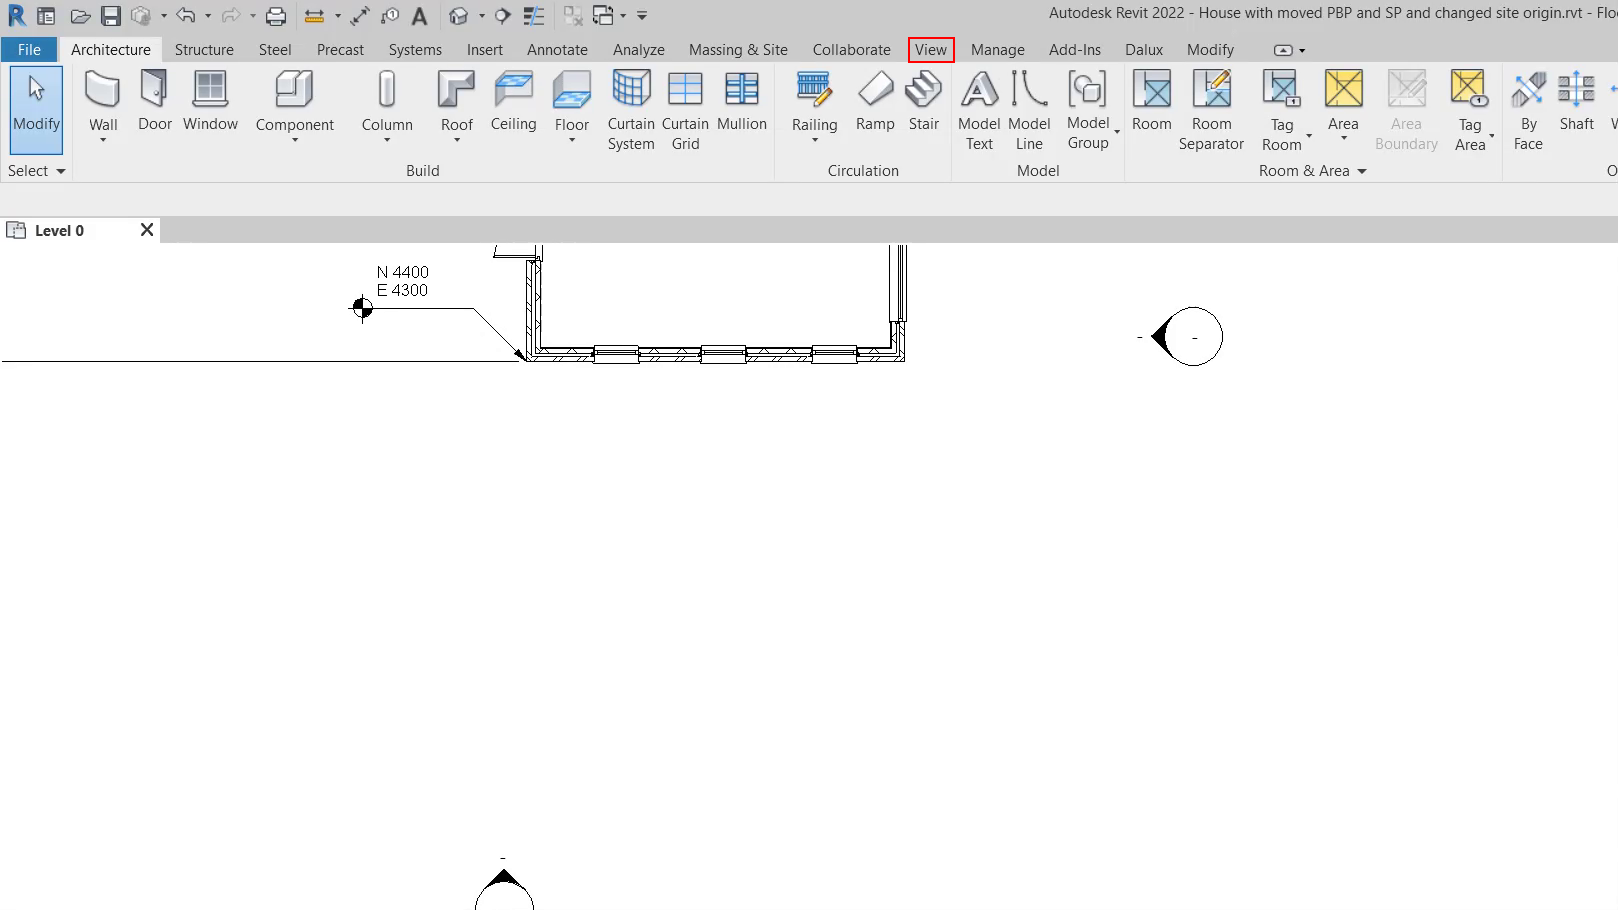 Autodesk Revit 2022 - House with moved PBP and SP and changed site origin.rvt - Floo
File Architecture Structure Steel Precast Systems Insert Annotate Analyze Massing & Site Collaborate View Manage Add-Ins Dalux Modify
Modify Wall Door Window Component Column Roof Ceiling Floor Curtain System Curtain Grid Mullion Railing Ramp Stair Model Text Model Line Model Group Room Room Separator Tag Room Area Area Boundary Tag Area By Face Shaft W
Select Build Circulation Model Room & Area O
Level 0
N 4400
E 4300